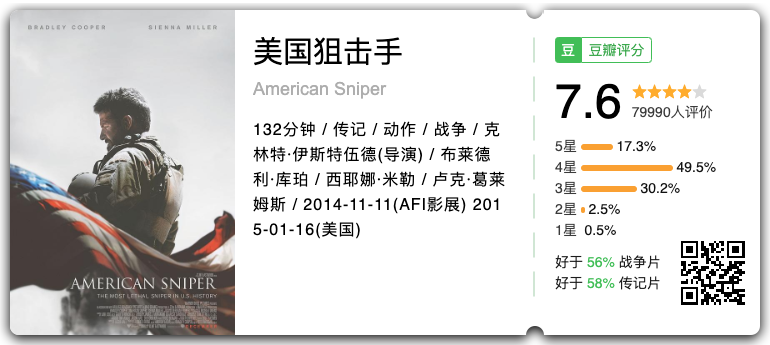 BRADLEY COOPER
SIENNA MILLER
AMERICAN SNIPER
THE MOST LETHAL SNIPER IN U.S. HISTORY
美国狙击手
American Sniper
132分钟 / 传记 / 动作 / 战争 / 克
林特·伊斯特伍德(导演) / 布莱德
利·库珀 / 西耶娜·米勒 / 卢克·葛莱
姆斯 / 2014-11-11(AFI影展) 201
5-01-16(美国)
豆 豆瓣评分
7.6
79990人评价
5星 17.3%
4星 49.5%
3星 30.2%
2星 2.5%
1星 0.5%
好于 56% 战争片
好于 58% 传记片